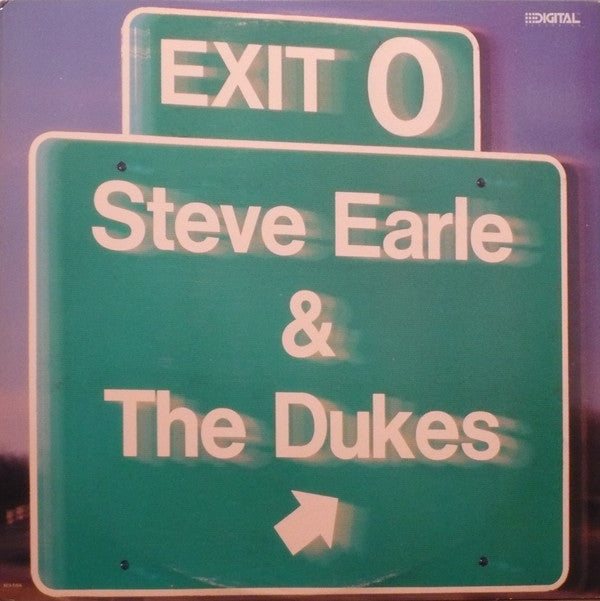 DIGITAL
EXIT 0
Steve Earle
&
The Dukes